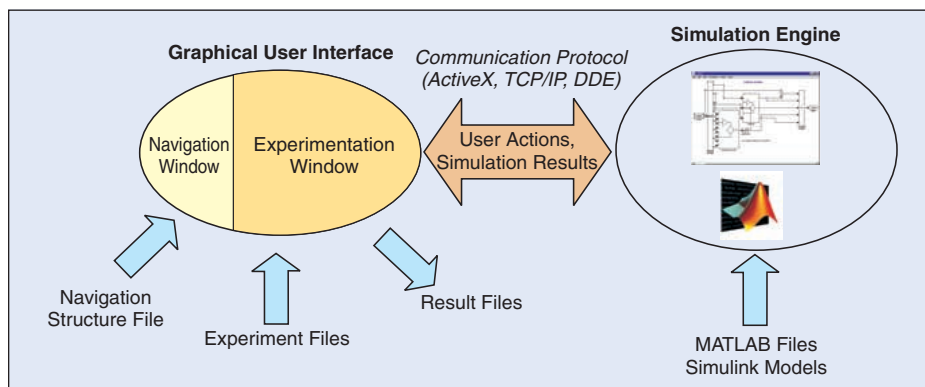 Graphical User Interface
Communication Protocol
(ActiveX, TCP/IP, DDE)
Simulation Engine
Navigation
Window
Experimentation
Window
User Actions,
Simulation Results
Navigation
Structure File
Experiment Files
Result Files
MATLAB Files
Simulink Models